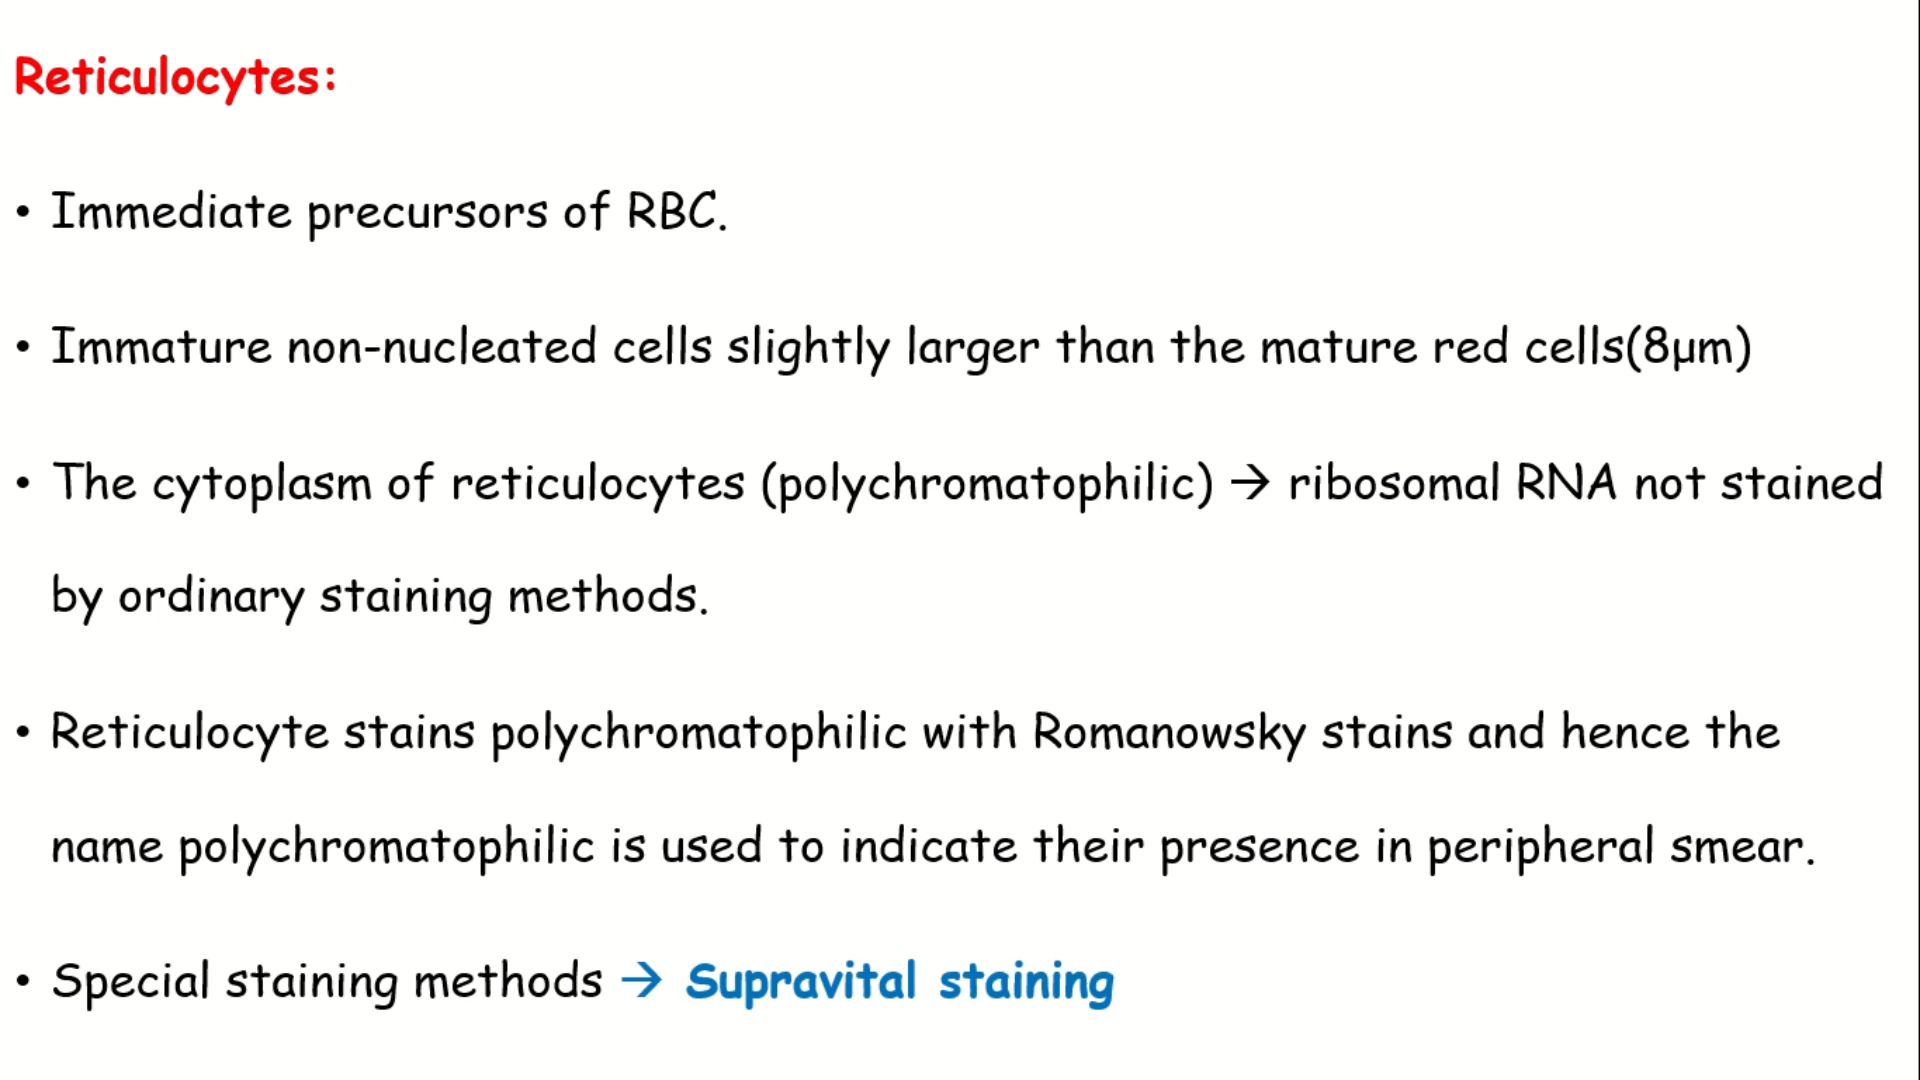 Reticulocytes:
• Immediate precursors of RBC.
• Immature non-nucleated cells slightly larger than the mature red cells(8μm)
• The cytoplasm of reticulocytes (polychromatophilic) → ribosomal RNA not stained
by ordinary staining methods.
• Reticulocyte stains polychromatophilic with Romanowsky stains and hence the
name polychromatophilic is used to indicate their presence in peripheral smear.
• Special staining methods → Supravital staining